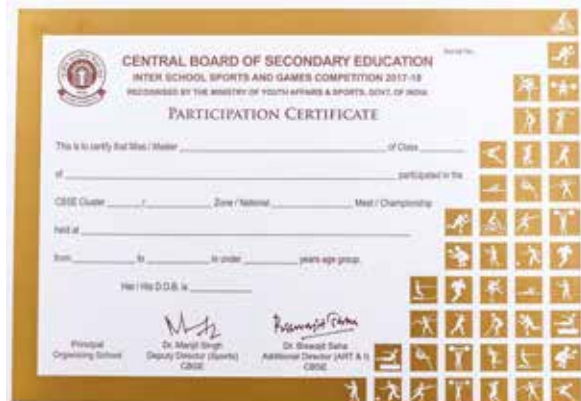 Serial No.
CENTRAL BOARD OF SECONDARY EDUCATION
INTER SCHOOL SPORTS AND GAMES COMPETITION 2017-18
RECOGNISED BY THE MINISTRY OF YOUTH AFFAIRS & SPORTS, GOVT. OF INDIA
PARTICIPATION CERTIFICATE
This is to certify that Miss / Master of Class
of participated in the
CBSE Cluster / Zone / National Meet / Championship
held at
from to in under years age group.
Her / His D.O.B. is
Principal Dr. Manjit Singh Dr. Biswajit Saha
Organising School Deputy Director (Sports) Additional Director (ART & I)
CBSE CBSE